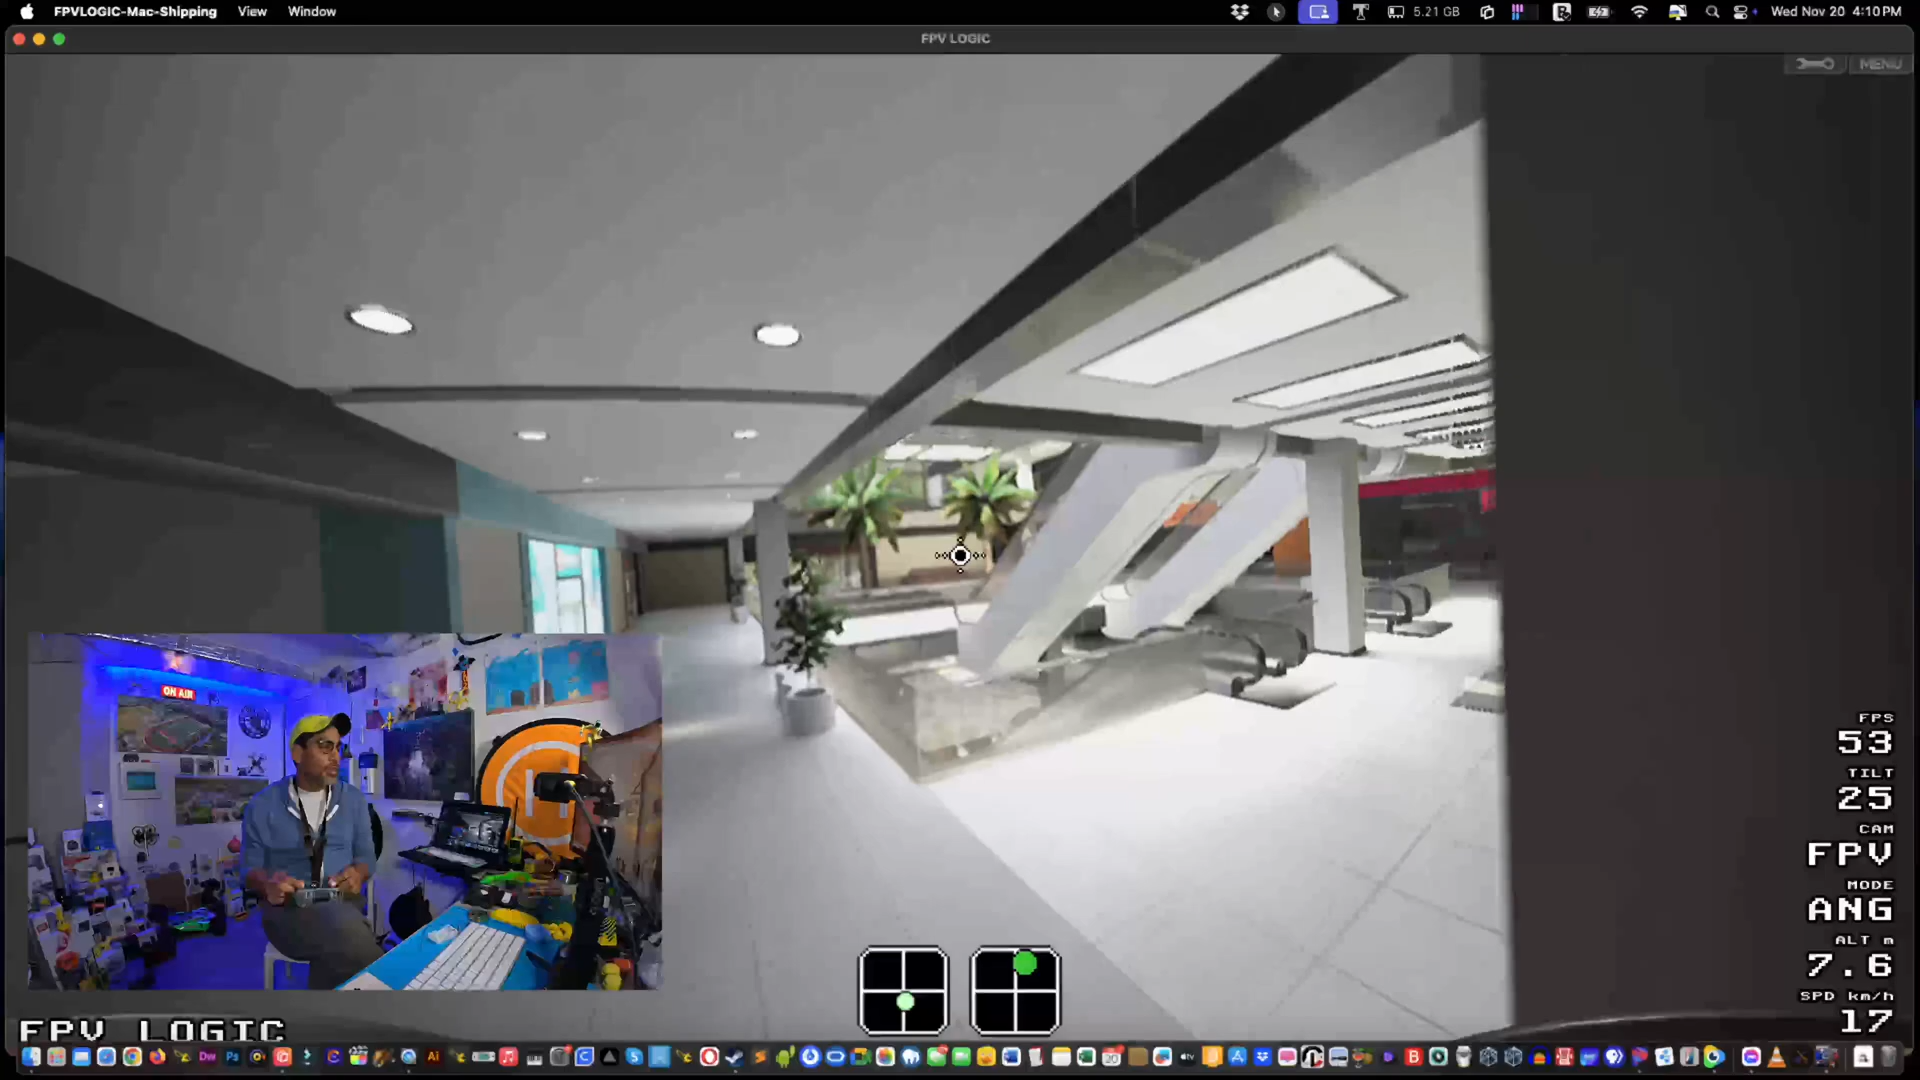 FPVLOGIC-Mac-Shipping View Window 5.21 GB Wed Nov 20 4:10 PM
FPV LOGIC
MENU
ON AIR
H
FPS
53
TILT
25
CAM
FPV
MODE
ANG
ALT m
7.6
SPD km/h
17
FPV LOGIC